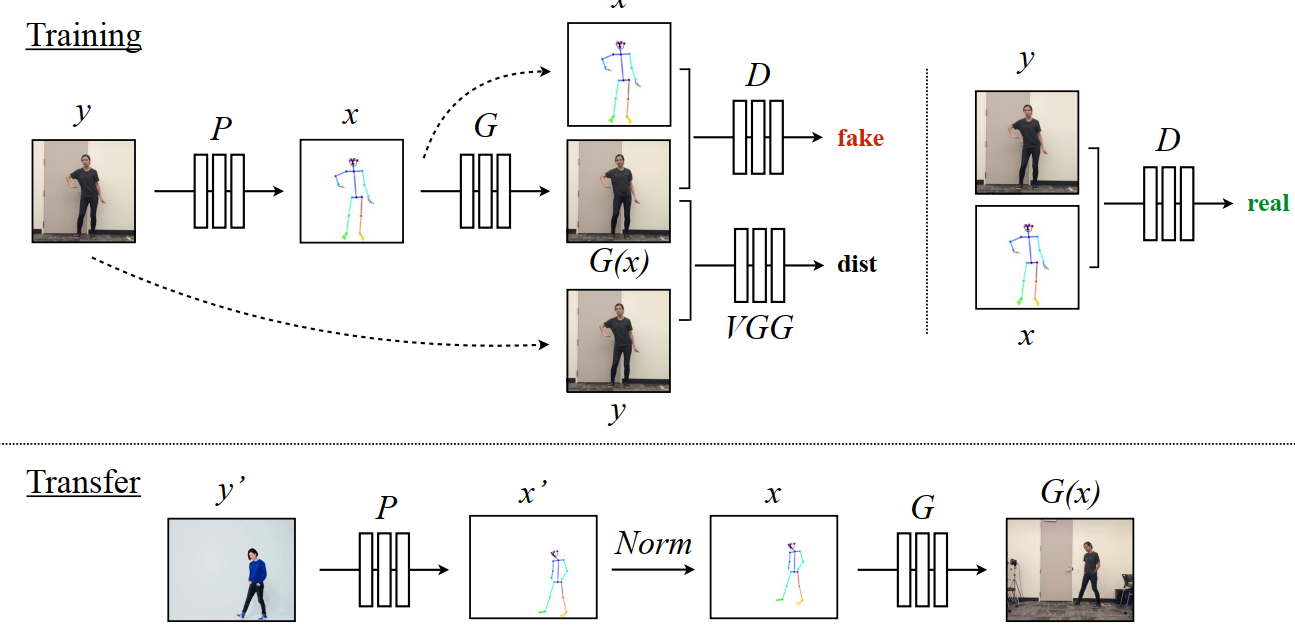 Training
x
y
P
x
G
D
fake
G(x)
dist
VGG
y
y
D
real
x
Transfer
y’
P
x’
Norm
x
G
G(x)